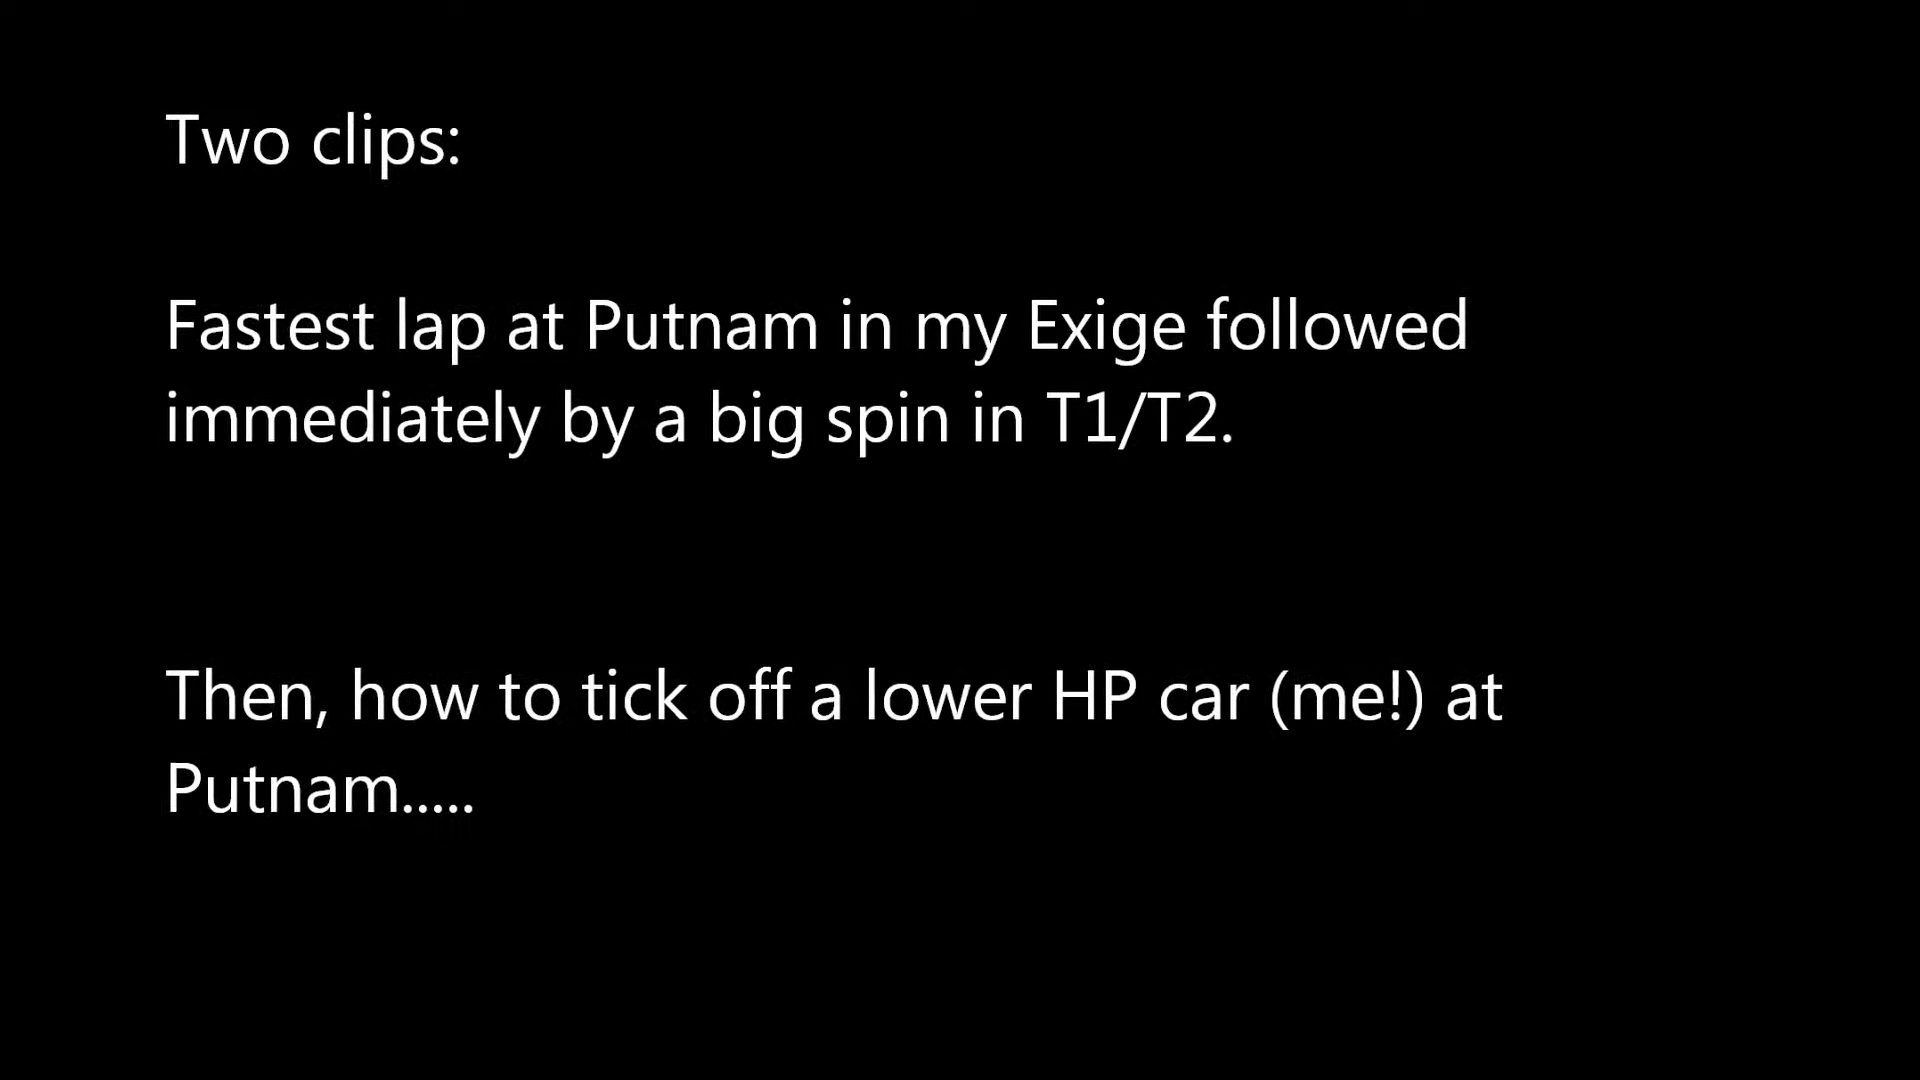 Two clips:
Fastest lap at Putnam in my Exige followed
immediately by a big spin in T1/T2.
Then, how to tick off a lower HP car (me!) at
Putnam.....